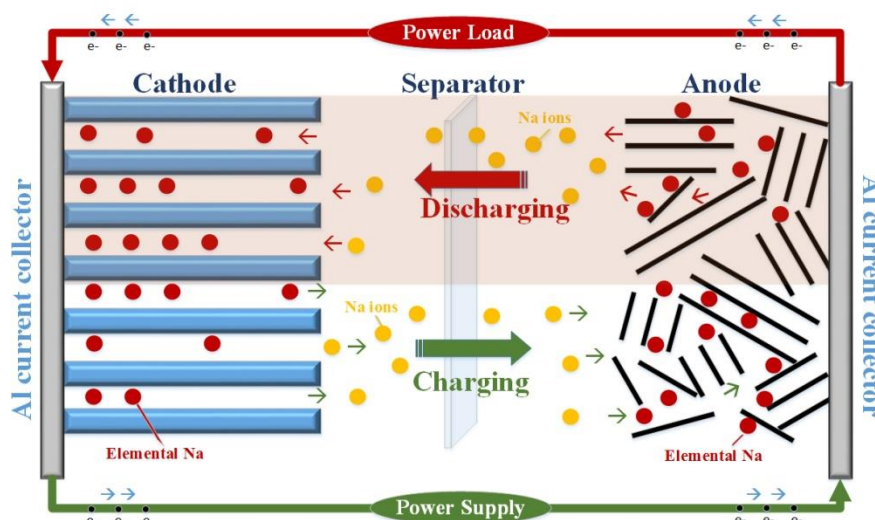 Power Load
e- e- e-
e- e- e-
Cathode
Separator
Anode
Na ions
Al current collector
Discharging
Al current collector
Na ions
Charging
Elemental Na
Elemental Na
Power Supply
e- e- e-
e- e- e-